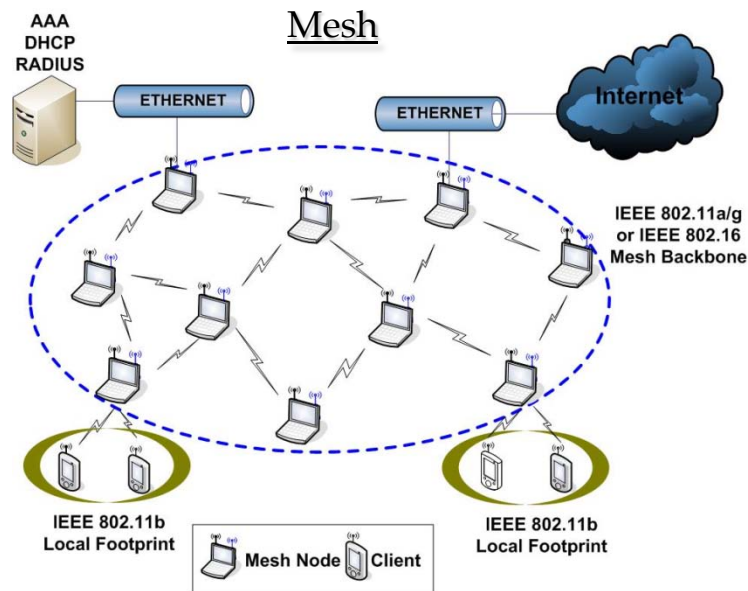 Mesh
AAA
DHCP
RADIUS
ETHERNET
ETHERNET
Internet
IEEE 802.11a/g
or IEEE 802.16
Mesh Backbone
IEEE 802.11b
Local Footprint
IEEE 802.11b
Local Footprint
Mesh Node
Client